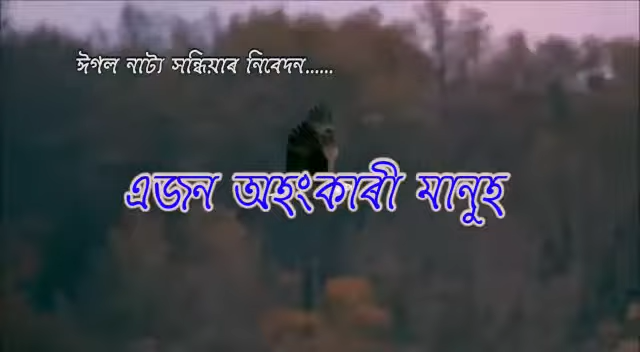 ঈগল নাট্য সন্ধিয়াৰ নিবেদন......
এজন অহংকাৰী মানুহ